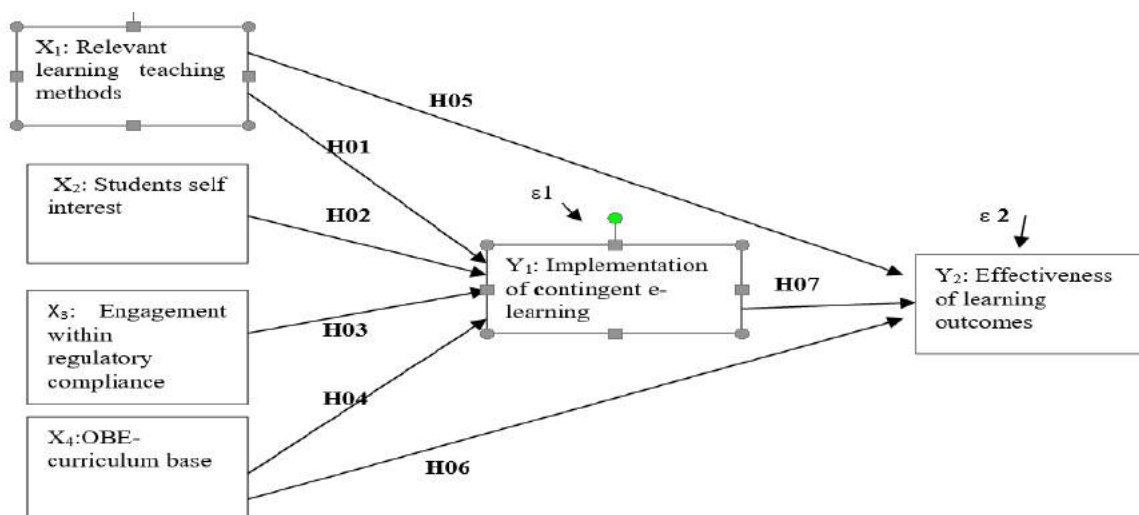 X₁: Relevant
learning teaching
methods
H05
H01
X₂: Students self
interest
H02
ε1
ε 2
Y₁: Implementation
of contingent e-
learning
H07
Y₂: Effectiveness
of learning
outcomes
X₃: Engagement
within
regulatory
compliance
H03
H04
X₄:OBE-
curriculum base
H06